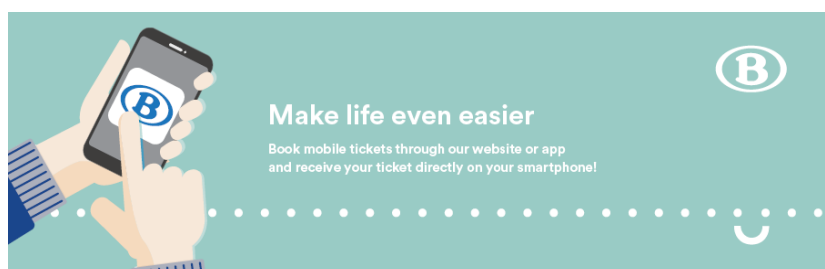 B
B
Make life even easier
Book mobile tickets through our website or app
and receive your ticket directly on your smartphone!